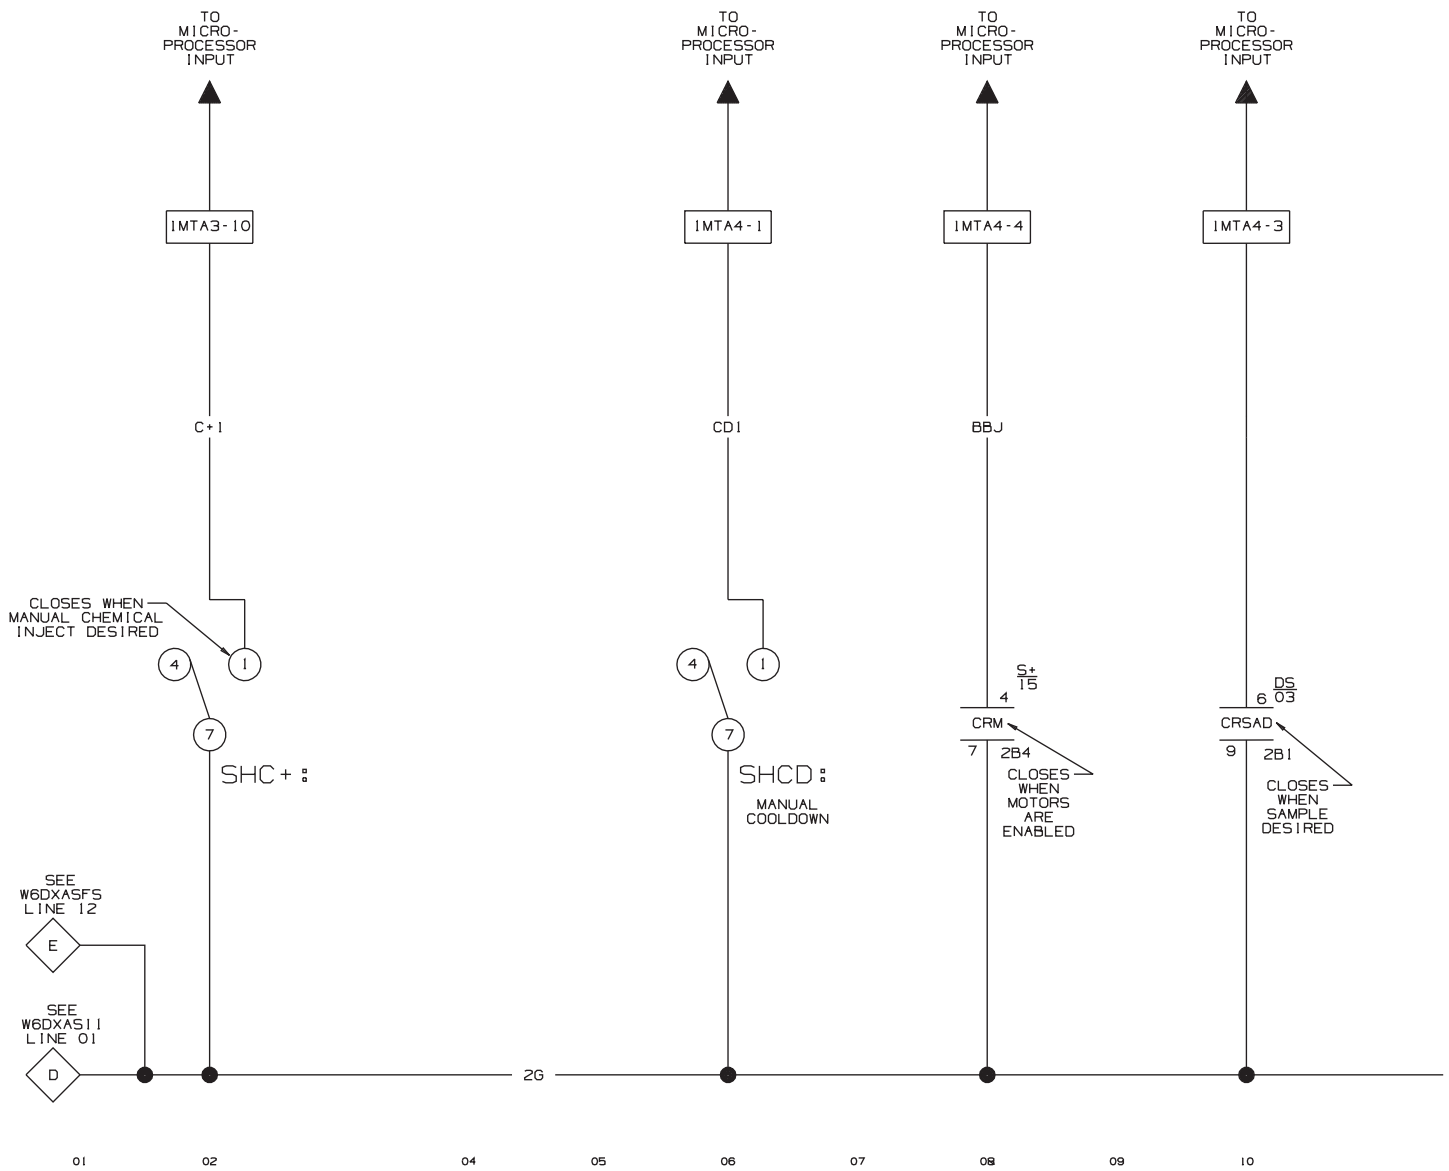 TO
MICRO-
PROCESSOR
INPUT
TO
MICRO-
PROCESSOR
INPUT
TO
MICRO-
PROCESSOR
INPUT
TO
MICRO-
PROCESSOR
INPUT
1MTA3-10
1MTA4-1
1MTA4-4
1MTA4-3
C+1
CD1
BBJ
CLOSES WHEN
MANUAL CHEMICAL
INJECT DESIRED
4
1
7
SHC+:
4
1
7
SHCD:
MANUAL
COOLDOWN
S+
15
4
CRM
7
2B4
CLOSES
WHEN
MOTORS
ARE
ENABLED
DS
03
6
CRSAD
9
2B1
CLOSES
WHEN
SAMPLE
DESIRED
SEE
W6DXASFS
LINE 12
E
SEE
W6DXASI1
LINE 01
D
2G
01 02 04 05 06 07 08 09 10